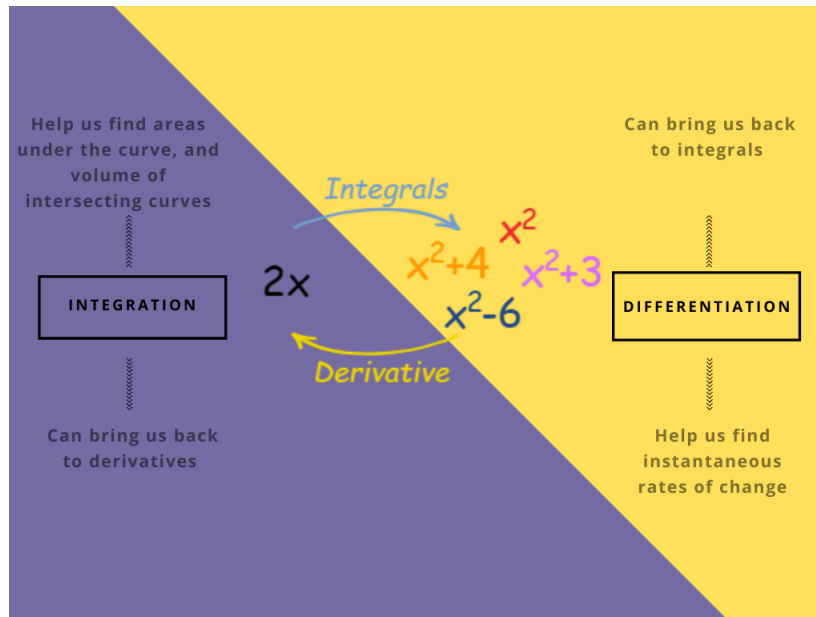 Help us find areas
under the curve, and
volume of
intersecting curves
INTEGRATION
Can bring us back
to derivatives
Integrals
2x
x²
x²+4
x²+3
x²-6
Derivative
Can bring us back
to integrals
DIFFERENTIATION
Help us find
instantaneous
rates of change